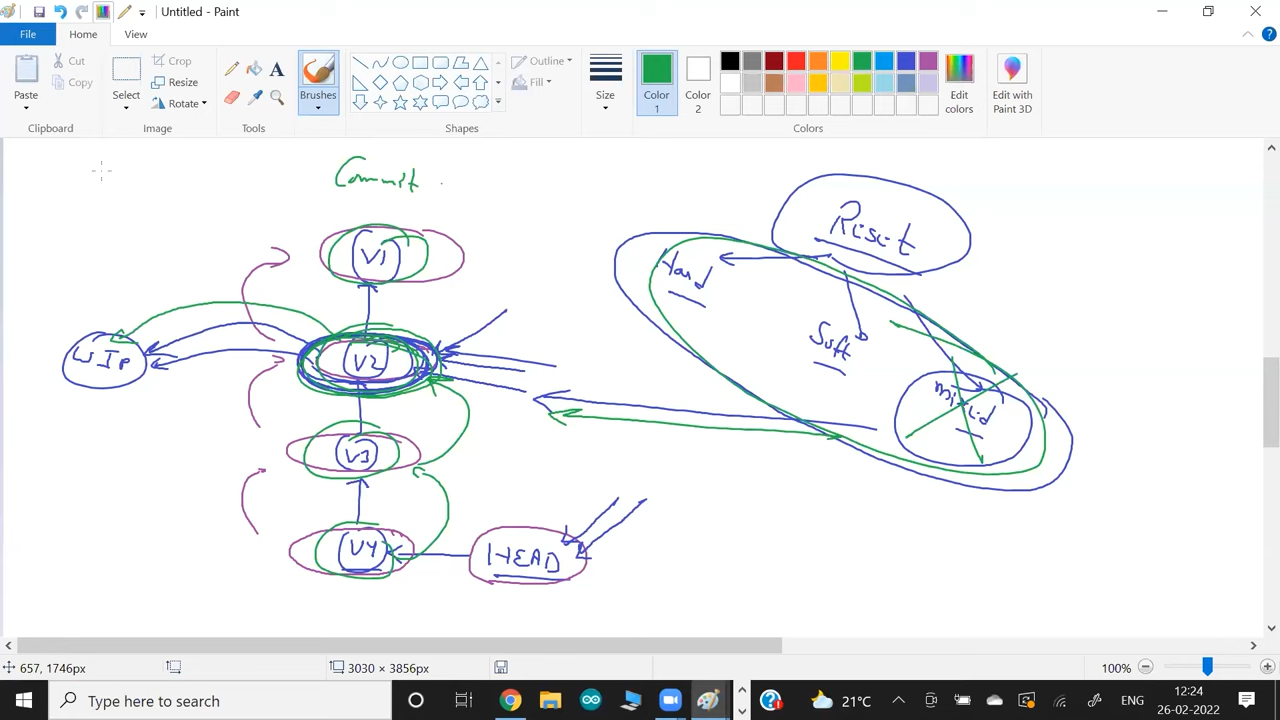 Untitled - Paint
File
Home
View
Paste
Cut
Copy
Clipboard
Select
Crop
Resize
Rotate
Image
Tools
Brushes
Shapes
Outline
Fill
Size
Color
1
Color
2
Colors
Edit
colors
Edit with
Paint 3D
Commit
V1
Reset
Hard
Soft
Mixed
WIP
V2
V3
V4
HEAD
657, 1746px
3030 × 3856px
100%
Type here to search
21°C
ENG
12:24
26-02-2022